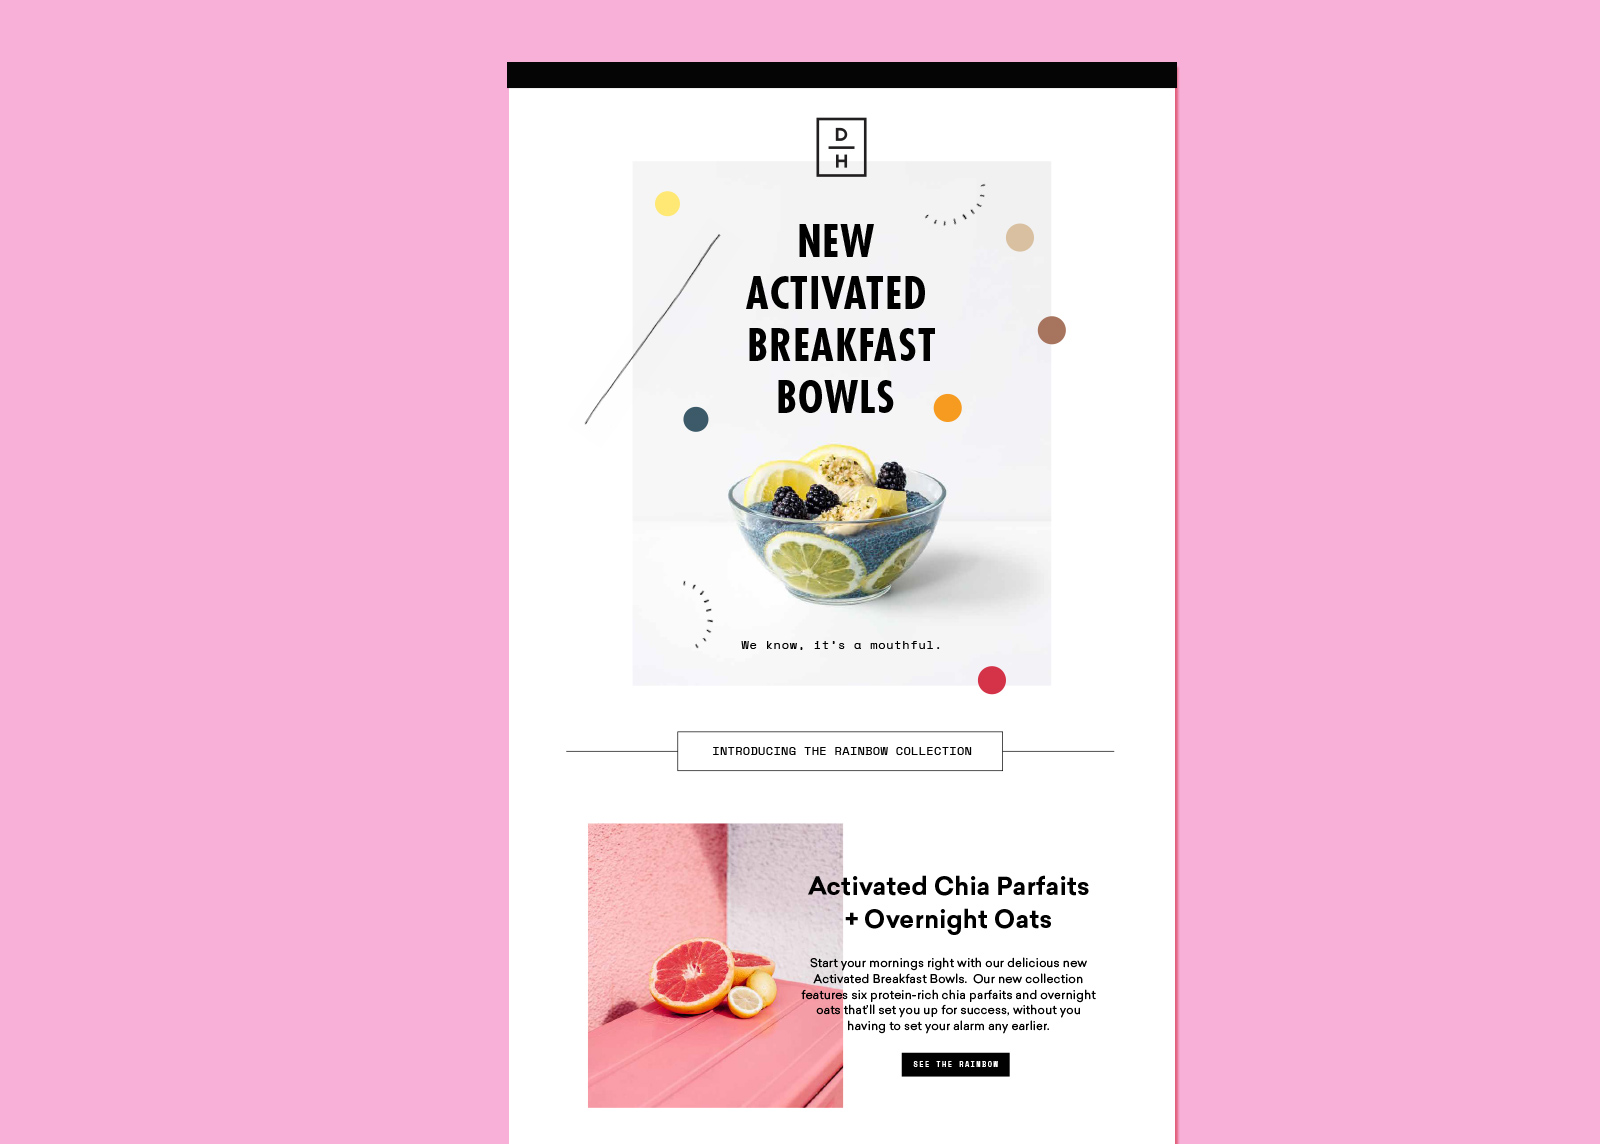 D
H
NEW
ACTIVATED
BREAKFAST
BOWLS
We know, it's a mouthful.
INTRODUCING THE RAINBOW COLLECTION
Activated Chia Parfaits
+ Overnight Oats
Start your mornings right with our delicious new
Activated Breakfast Bowls. Our new collection
features six protein-rich chia parfaits and overnight
oats that'll set you up for success, without you
having to set your alarm any earlier.
SEE THE RAINBOW